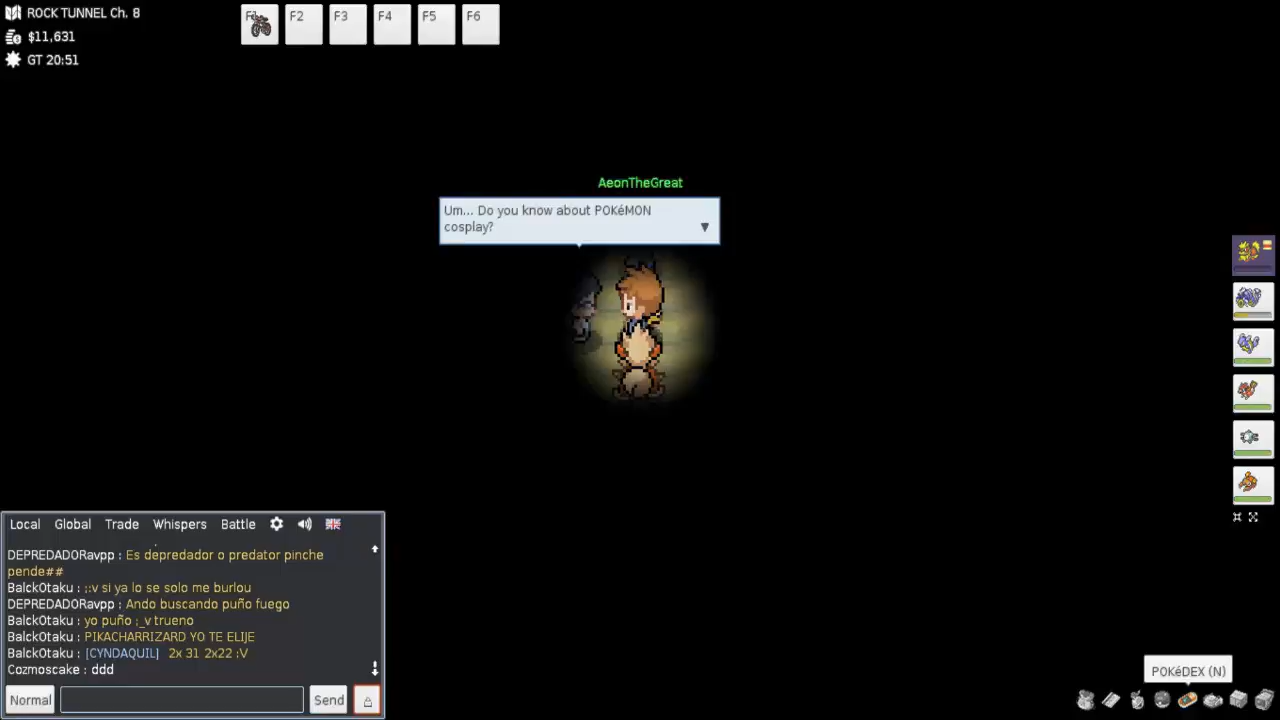 ROCK TUNNEL Ch. 8
$11,631
GT 20:51
F1
F2
F3
F4
F5
F6
AeonTheGreat
Um... Do you know about POKéMON
cosplay?
Local Global Trade Whispers Battle
DEPREDADORavpp : Es depredador o predator pinche
pende##
BalckOtaku : ;:v si ya lo se solo me burlou
DEPREDADORavpp : Ando buscando puño fuego
BalckOtaku : yo puño ;_v trueno
BalckOtaku : PIKACHARRIZARD YO TE ELIJE
BalckOtaku : [CYNDAQUIL] 2x 31 2x22 :V
Cozmoscake : ddd
Normal
Send
POKéDEX (N)